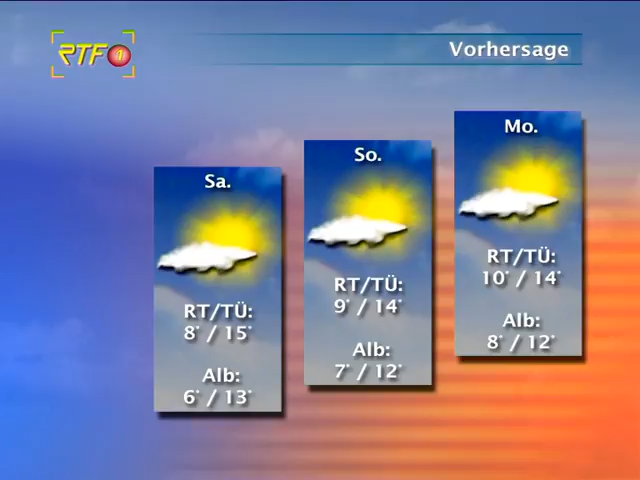 RTF 1
Vorhersage
Sa.
RT/TÜ:
8° / 15°
Alb:
6° / 13°
So.
RT/TÜ:
9° / 14°
Alb:
7° / 12°
Mo.
RT/TÜ:
10° / 14°
Alb:
8° / 12°